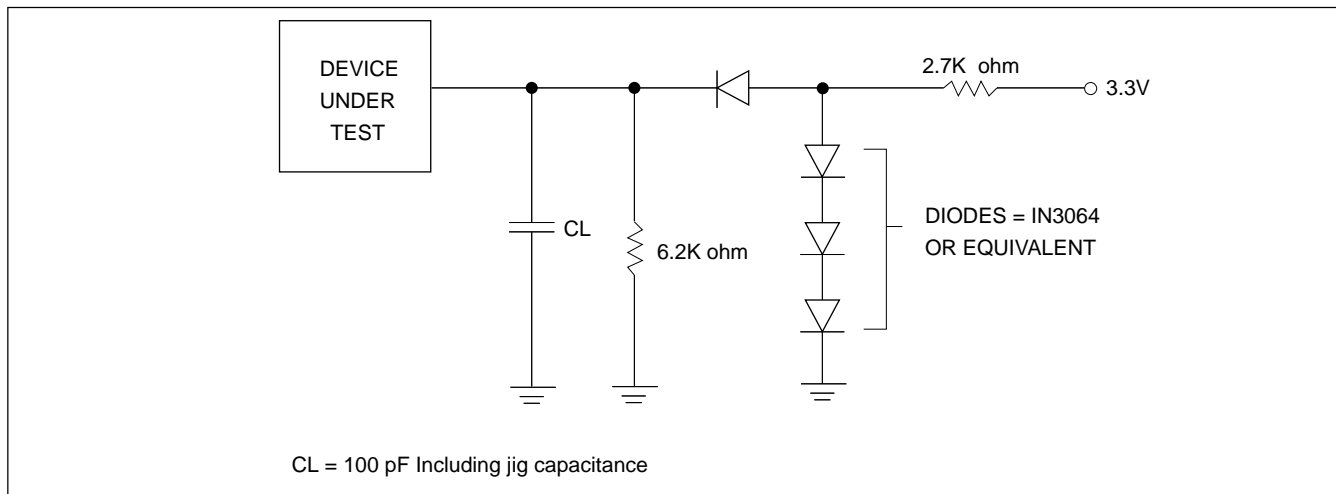 DEVICE
UNDER
TEST
2.7K ohm
3.3V
CL
6.2K ohm
DIODES = IN3064
OR EQUIVALENT
CL = 100 pF Including jig capacitance